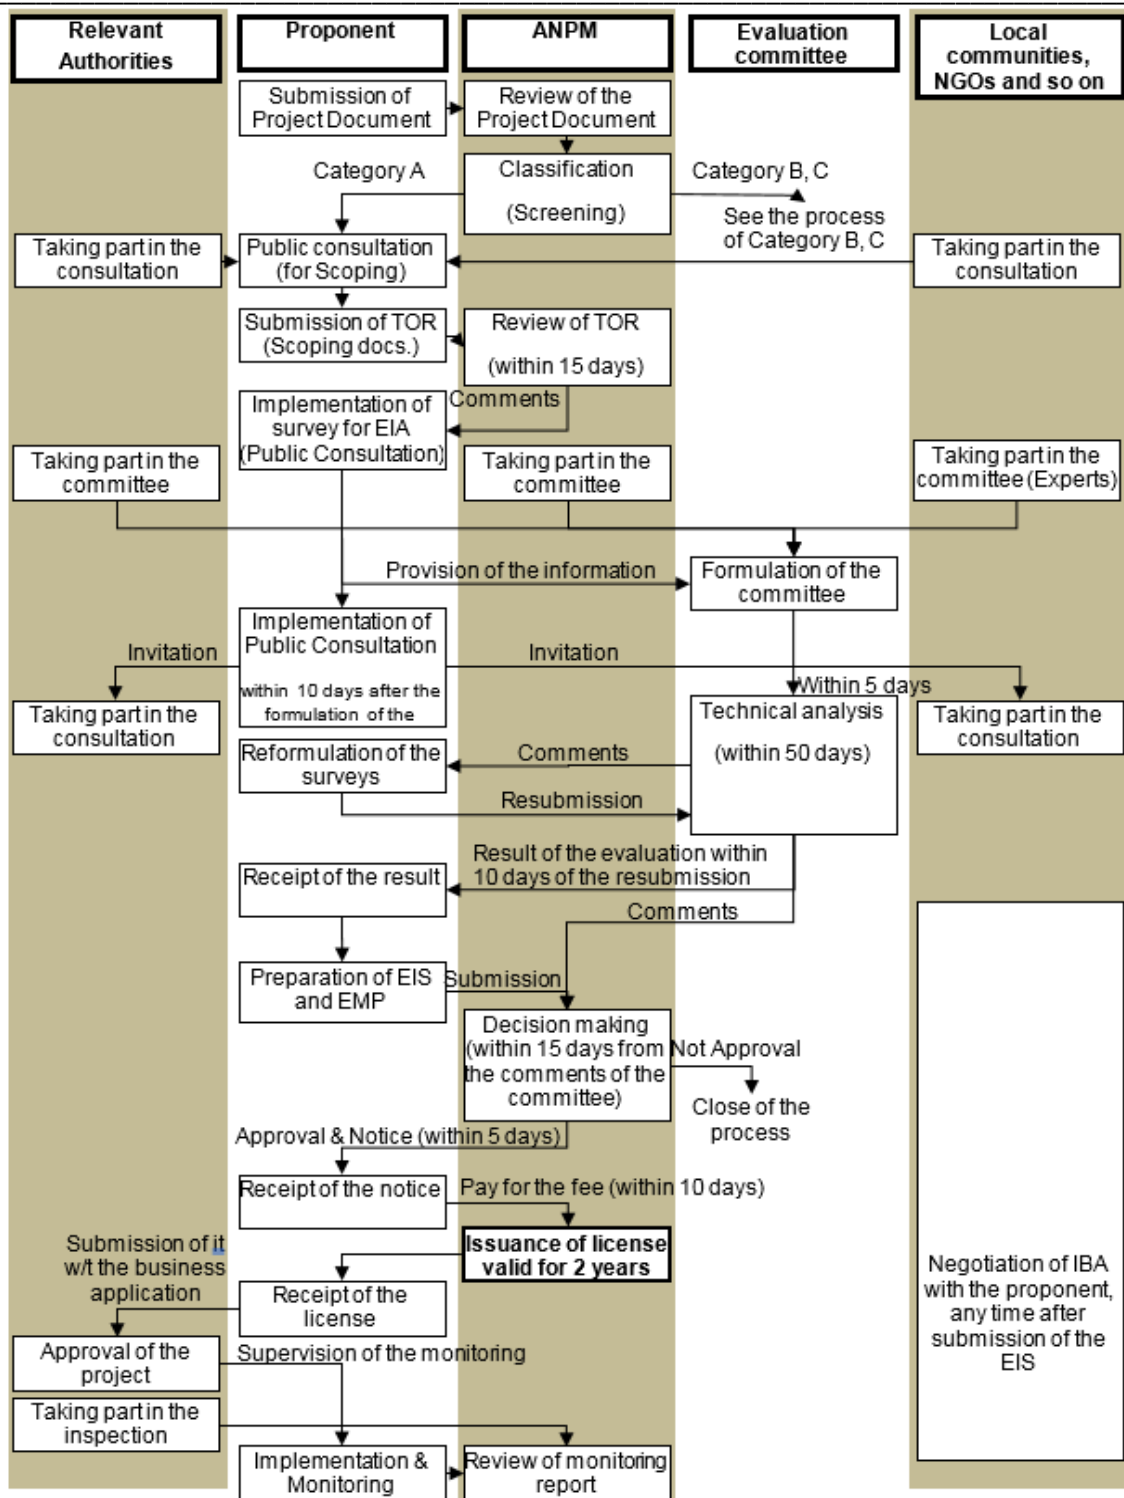 Relevant
Authorities
Proponent
ANPM
Evaluation
committee
Local
communities,
NGOs and so on
Submission of
Project Document
Review of the
Project Document
Category A
Classification
(Screening)
Category B, C
See the process
of Category B, C
Taking part in the
consultation
Public consultation
(for Scoping)
Taking part in the
consultation
Submission of TOR
(Scoping docs.)
Review of TOR
(within 15 days)
Comments
Implementation of
survey for EIA
(Public Consultation)
Taking part in the
committee
Taking part in the
committee
Taking part in the
committee (Experts)
Provision of the information
Formulation of the
committee
Implementation of
Public Consultation
within 10 days after the
formulation of the
Invitation
Invitation
Within 5 days
Taking part in the
consultation
Technical analysis
(within 50 days)
Taking part in the
consultation
Reformulation of the
surveys
Comments
Resubmission
Result of the evaluation within
10 days of the resubmission
Receipt of the result
Comments
Preparation of EIS
and EMP
Submission
Decision making
(within 15 days from
the comments of the
committee)
Not Approval
Close of the
process
Approval & Notice (within 5 days)
Receipt of the notice
Pay for the fee (within 10 days)
Issuance of license
valid for 2 years
Submission of it
w/t the business
application
Receipt of the
license
Negotiation of IBA
with the proponent,
any time after
submission of the
EIS
Approval of the
project
Supervision of the monitoring
Taking part in the
inspection
Implementation &
Monitoring
Review of monitoring
report